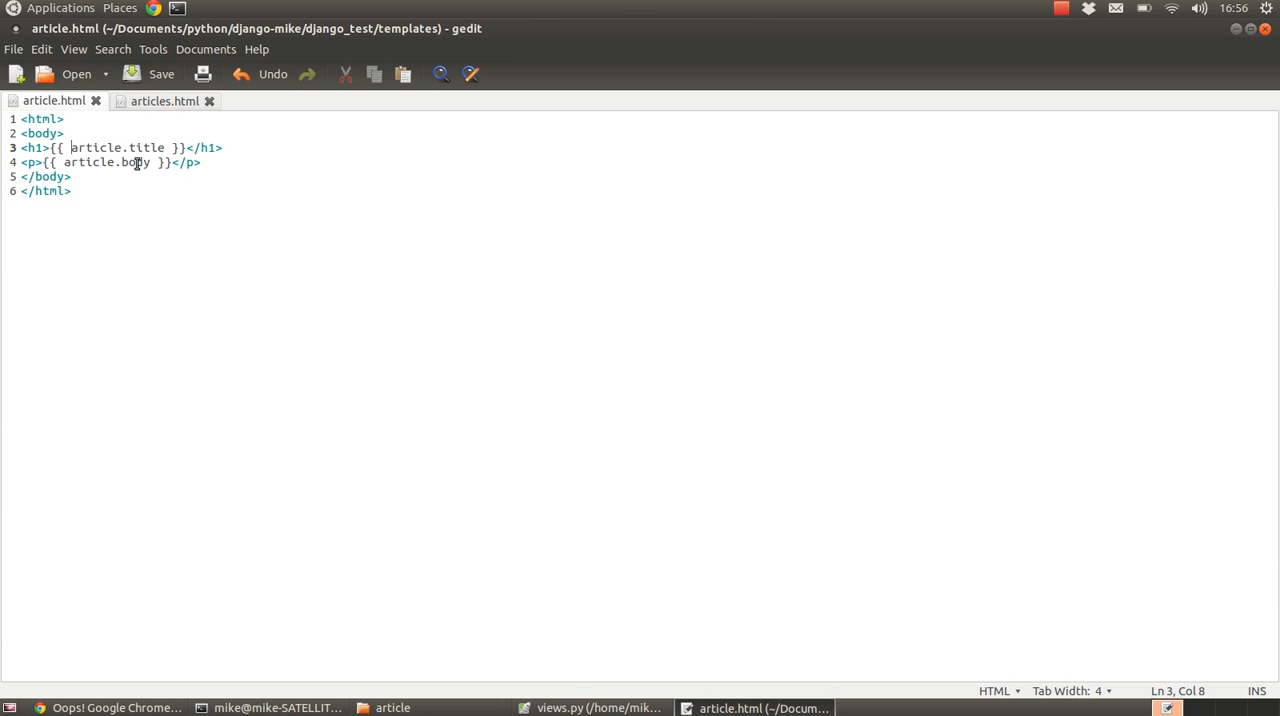 Applications Places 16:56
article.html (~/Documents/python/django-mike/django_test/templates) - gedit
File Edit View Search Tools Documents Help
Open Save Undo
article.html articles.html
1 <html>
2 <body>
3 <h1>{{ article.title }}</h1>
4 <p>{{ article.body }}</p>
5 </body>
6 </html>
HTML Tab Width: 4 Ln 3, Col 8 INS
Oops! Google Chrome... mike@mike-SATELLIT... article views.py (/home/mik... article.html (~/Docum...